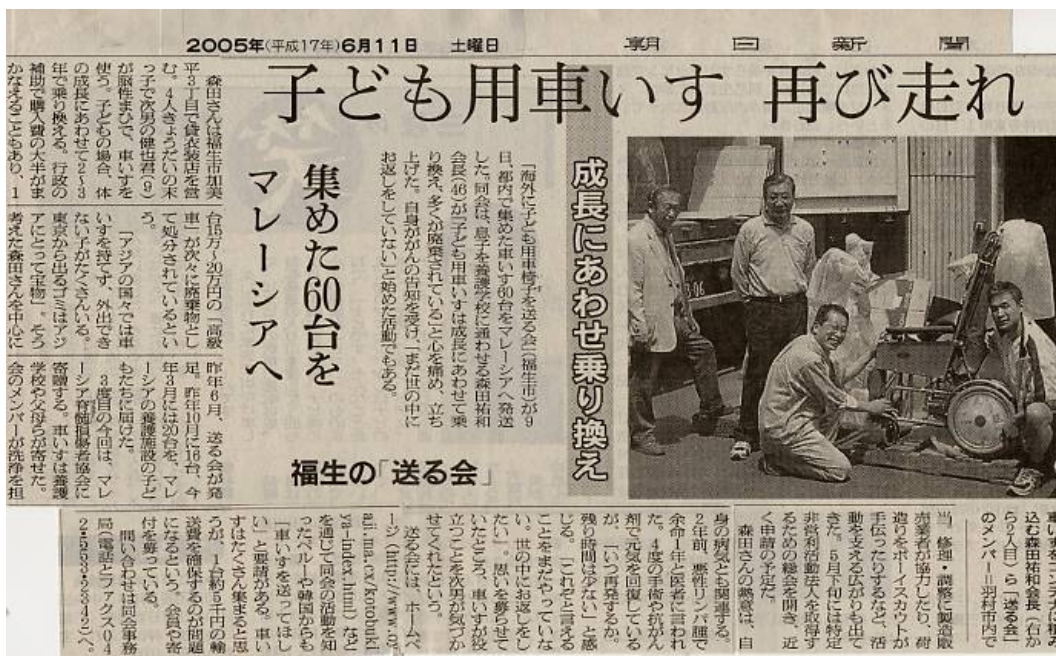 2005年(平成17年)6月11日 土曜日 朝日新聞
子ども用車いす 再び走れ
成長にあわせ乗り換え
集めた60台を
マレーシアへ
福生の「送る会」
「海外に子ども用車椅子を送る会」(福生市)が9
日、都内で集めた車いす60台をマレーシアへ発送
した。同会は、息子を養護学校に通わせる森田祐和
会長(46)が「子ども用車いすは成長にあわせて乗
り換え、多くが廃棄されていること心を痛め、立ち
上げた。自身ががんの告知を受け、「まだ世の中に
お返しをしていない」と始めた活動でもある。
森田さんは福生市加美
平3丁目で貸衣装店を営
む。4人きょうだいの末
っ子で次男の健也君(9)
が脳性まひで、車いすを
使う。子どもの場合、体
の成長にあわせて2〜3
年で乗り換える。行政の
補助で購入費の大半がま
かなえることもあり、1
台15万〜20万円の「高級
車」が次々に廃棄物とし
て処分されているとい
う。
「アジアの国々では車
いすを持てず、外出でき
ない子がたくさんいる。
東京から出るゴミはアジ
アにとって宝物」。そう
考えた森田さんを中心に
昨年6月、送る会が発
足。昨年10月に16台、今
年3月には60台を、マレ
ーシアの養護施設の子ど
もたちに届けた。
3度目の今回は、マレ
ーシア脊髄損傷者協会に
寄贈する。車いすは養護
学校や父母らが寄せた。
会のメンバーが洗浄を担
当し、修理・調整に製造販
売業者が協力したり、荷
造りをボーイスカウトが
手伝ったりするなど、活
動を支える広がりも出て
きた。5月下旬には特定
非営利活動法人を取得す
るための総会を開き、近
く申請の予定だ。
森田さんの熱意は、自
身の病気とも関連する。
2年前、悪性リンパ腫で
余命1年と医者に言われ
た。4度の手術や抗がん
剤で元気を回復している
が、「いつ再発するか。
残り時間は少ない」と感
じる。「これぞと言える
ことをまだやっていな
い。世の中にお返しをし
たい」。思いを募らせて
いたところ、車いすが役
立つことを次男が気づか
せてくれたという。
送る会には、ホームペ
ージ(http://www.oy
aji.ma.cx/kotobuki
ya-index.html)など
を通じて同会の活動を知
ったペルーや韓国からも
「車いすを送ってほし
い」と要請がある。車い
すはたくさん集まると思
うが、1台約5千円の輸
送費を確保するのが問題
になるという。会員や寄
付を募っている。
問い合わせは同会事務
局(電話とファクス04
2・552・2342)へ。
車いすをコンテナに積み
込む森田祐和会長(右か
ら2人目)ら「送る会」
のメンバー=羽村市内で